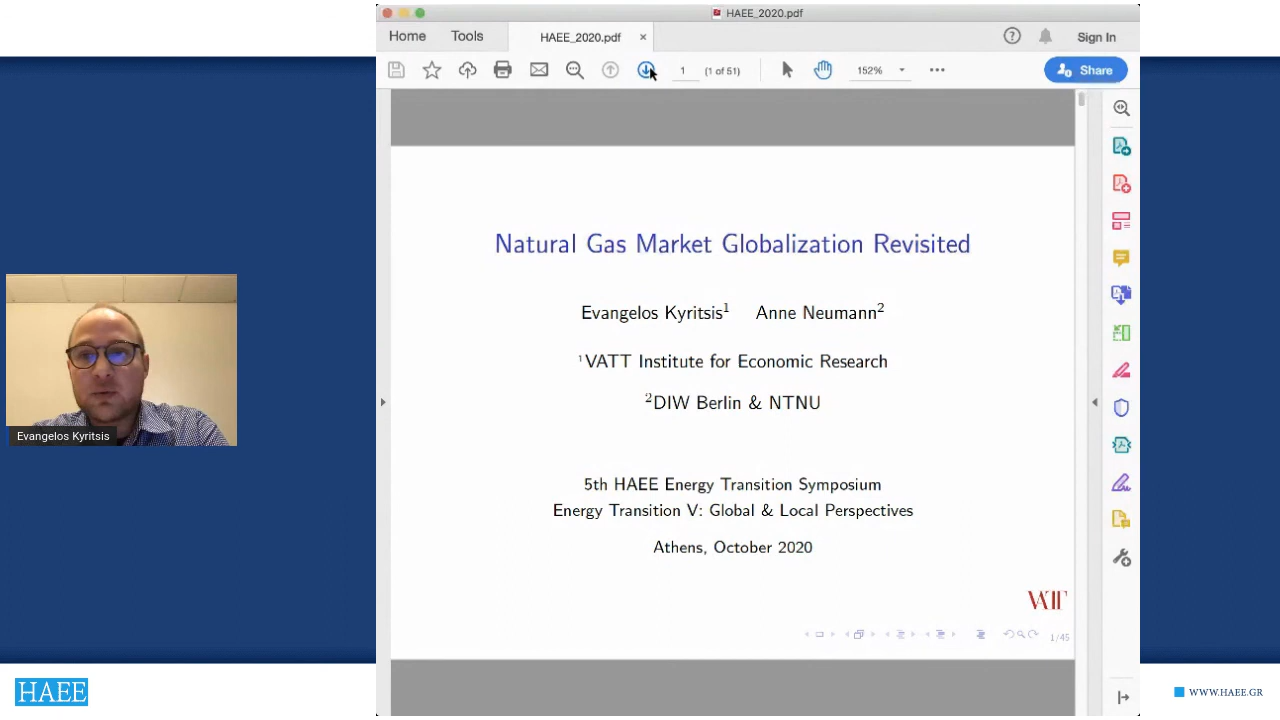 HAEE_2020.pdf
Home Tools HAEE_2020.pdf × Sign In
1 (1 of 51) 152% Share
Natural Gas Market Globalization Revisited
Evangelos Kyritsis¹ Anne Neumann²
¹VATT Institute for Economic Research
²DIW Berlin & NTNU
5th HAEE Energy Transition Symposium
Energy Transition V: Global & Local Perspectives
Athens, October 2020
VATT
1/45
Evangelos Kyritsis
HAEE
WWW.HAEE.GR